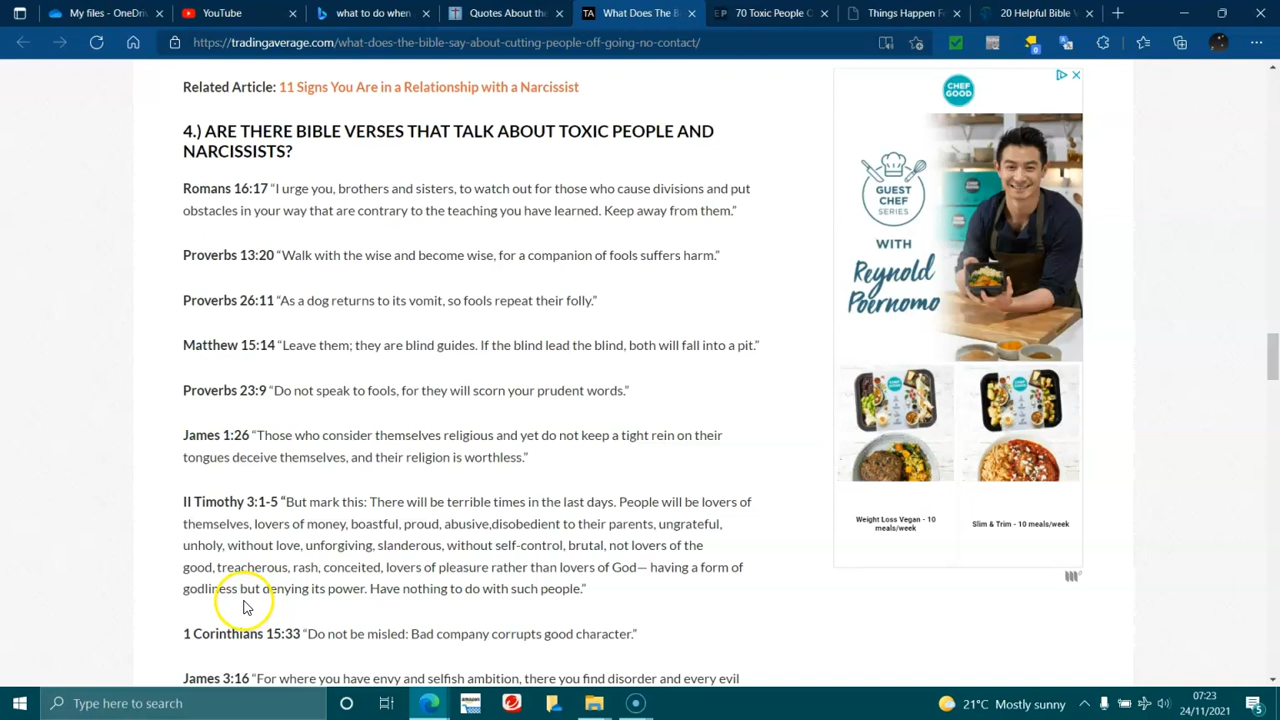 My files - OneDri
YouTube
what to do when
Quotes About the
TA What Does The B
EP 70 Toxic People C
Things Happen Fo
20 Helpful Bible V
https://tradingaverage.com/what-does-the-bible-say-about-cutting-people-off-going-no-contact/
Related Article: 11 Signs You Are in a Relationship with a Narcissist
4.) ARE THERE BIBLE VERSES THAT TALK ABOUT TOXIC PEOPLE AND
NARCISSISTS?
Romans 16:17 “I urge you, brothers and sisters, to watch out for those who cause divisions and put
obstacles in your way that are contrary to the teaching you have learned. Keep away from them.”
Proverbs 13:20 “Walk with the wise and become wise, for a companion of fools suffers harm.”
Proverbs 26:11 “As a dog returns to its vomit, so fools repeat their folly.”
Matthew 15:14 “Leave them; they are blind guides. If the blind lead the blind, both will fall into a pit.”
Proverbs 23:9 “Do not speak to fools, for they will scorn your prudent words.”
James 1:26 “Those who consider themselves religious and yet do not keep a tight rein on their
tongues deceive themselves, and their religion is worthless.”
II Timothy 3:1-5 “But mark this: There will be terrible times in the last days. People will be lovers of
themselves, lovers of money, boastful, proud, abusive,disobedient to their parents, ungrateful,
unholy, without love, unforgiving, slanderous, without self-control, brutal, not lovers of the
good, treacherous, rash, conceited, lovers of pleasure rather than lovers of God— having a form of
godliness but denying its power. Have nothing to do with such people.”
1 Corinthians 15:33 “Do not be misled: Bad company corrupts good character.”
James 3:16 “For where you have envy and selfish ambition, there you find disorder and every evil
CHEF
GOOD
GUEST
CHEF
SERIES
WITH
Reynold
Poernomo
Weight Loss Vegan - 10
meals/week
Slim & Trim - 10 meals/week
Type here to search
amazon
21°C Mostly sunny
07:23
24/11/2021
5